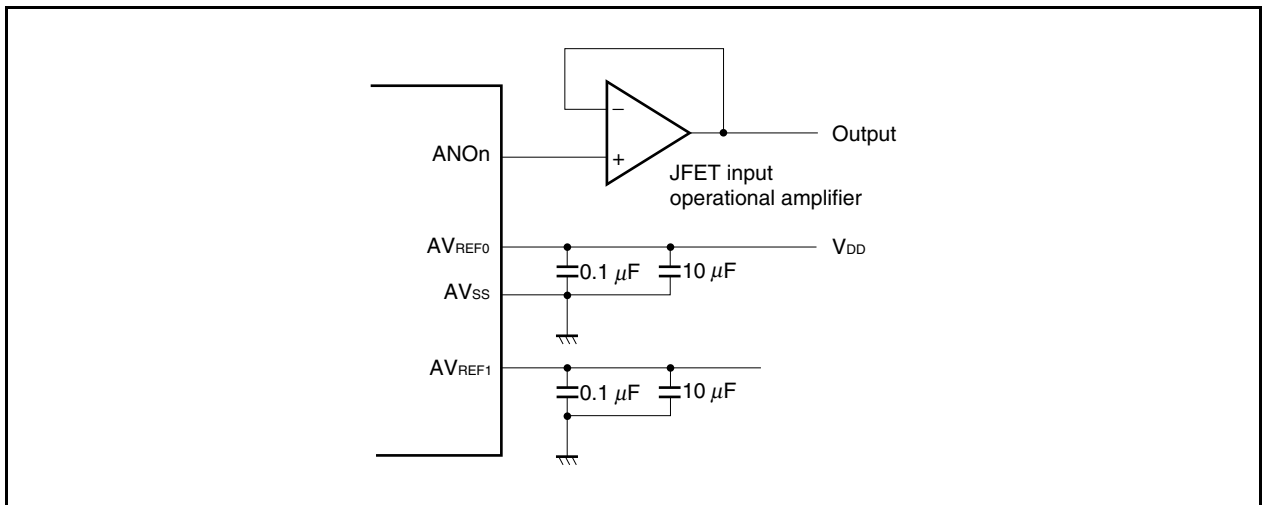 ANOn
−
+
Output
JFET input
operational amplifier
AVREF0
VDD
0.1 μF
10 μF
AVSS
AVREF1
0.1 μF
10 μF